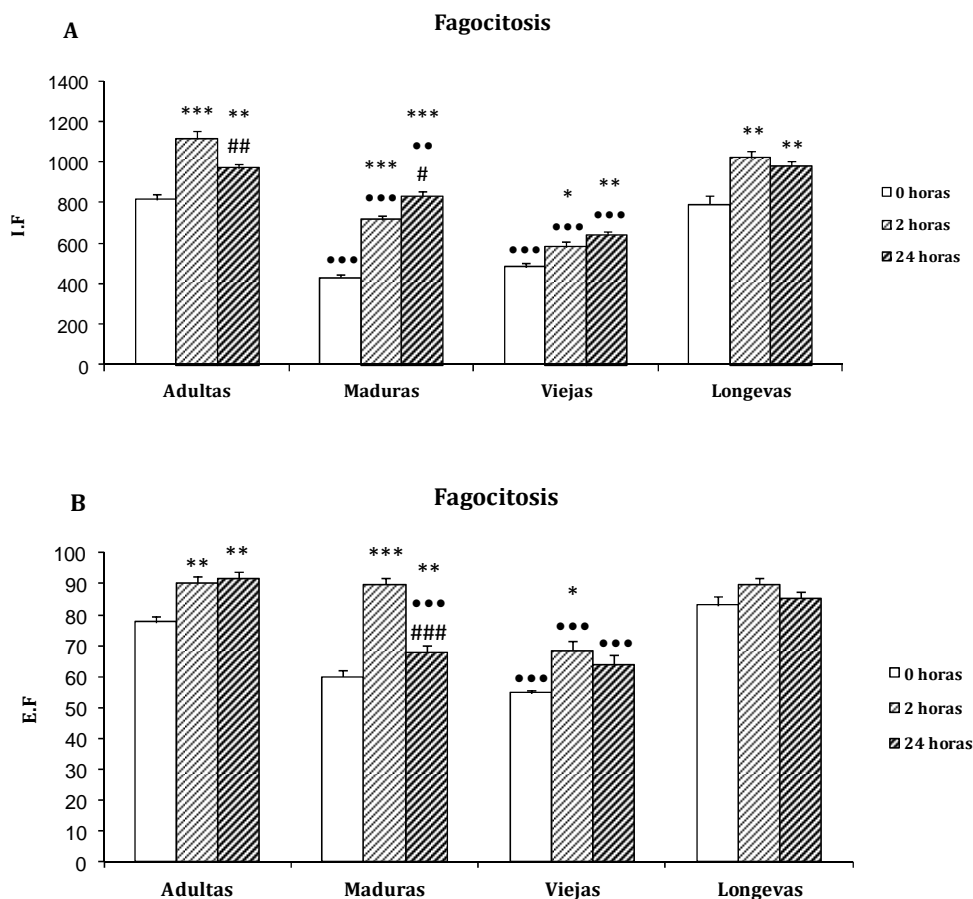 A
Fagocitosis
1400
1200
1000
800
600
400
200
0
I.F
*** ** ***
## ●●
*** #
●●● * **
●●● ●●● ●●●
●●●
** **
Adultas Maduras Viejas Longevas
0 horas
2 horas
24 horas
B
Fagocitosis
100
90
80
70
60
50
40
30
20
10
0
E.F
** ** *** **
●●● *
### ●●● ●●●
●●●
Adultas Maduras Viejas Longevas
0 horas
2 horas
24 horas